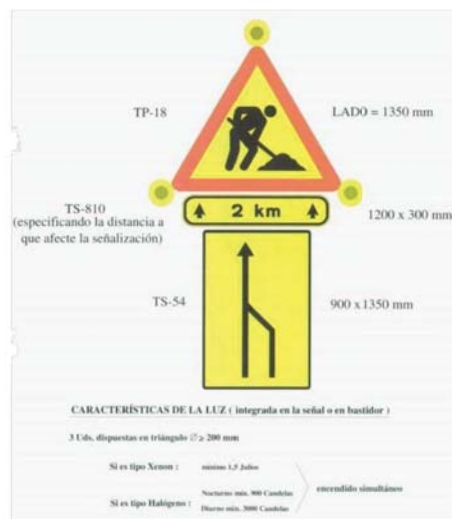 TP-18
LADO = 1350 mm
TS-810
(especificando la distancia a
que afecte la señalización)
2 km
1200 x 300 mm
TS-54
900 x 1350 mm
CARACTERÍSTICAS DE LA LUZ ( integrada en la señal o en bastidor )
3 Uds. dispuestas en triángulo ∅ ≥ 200 mm
Si es tipo Xenon : mínimo 1,5 Julios
Si es tipo Halógeno : Nocturno mín. 900 Candelas
Diurno mín. 3000 Candelas
encendido simultáneo